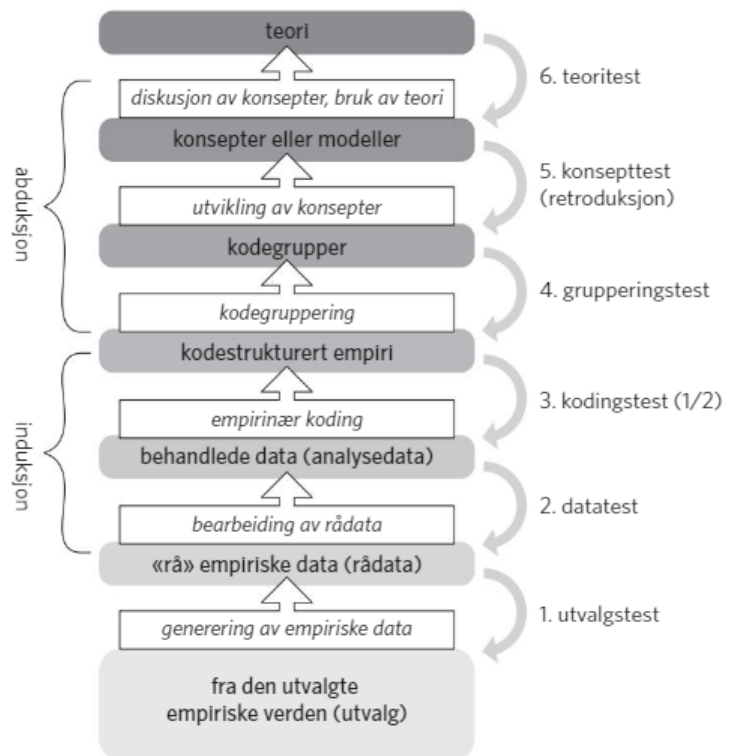 teori
diskusjon av konsepter, bruk av teori
6. teoritest
konsepter eller modeller
utvikling av konsepter
5. konsepttest
(retroduksjon)
abduksjon
kodegrupper
kodegruppering
4. grupperingstest
kodestrukturert empiri
empirinær koding
3. kodingstest (1/2)
induksjon
behandlede data (analysedata)
bearbeiding av rådata
2. datatest
«rå» empiriske data (rådata)
generering av empiriske data
1. utvalgstest
fra den utvalgte
empiriske verden (utvalg)